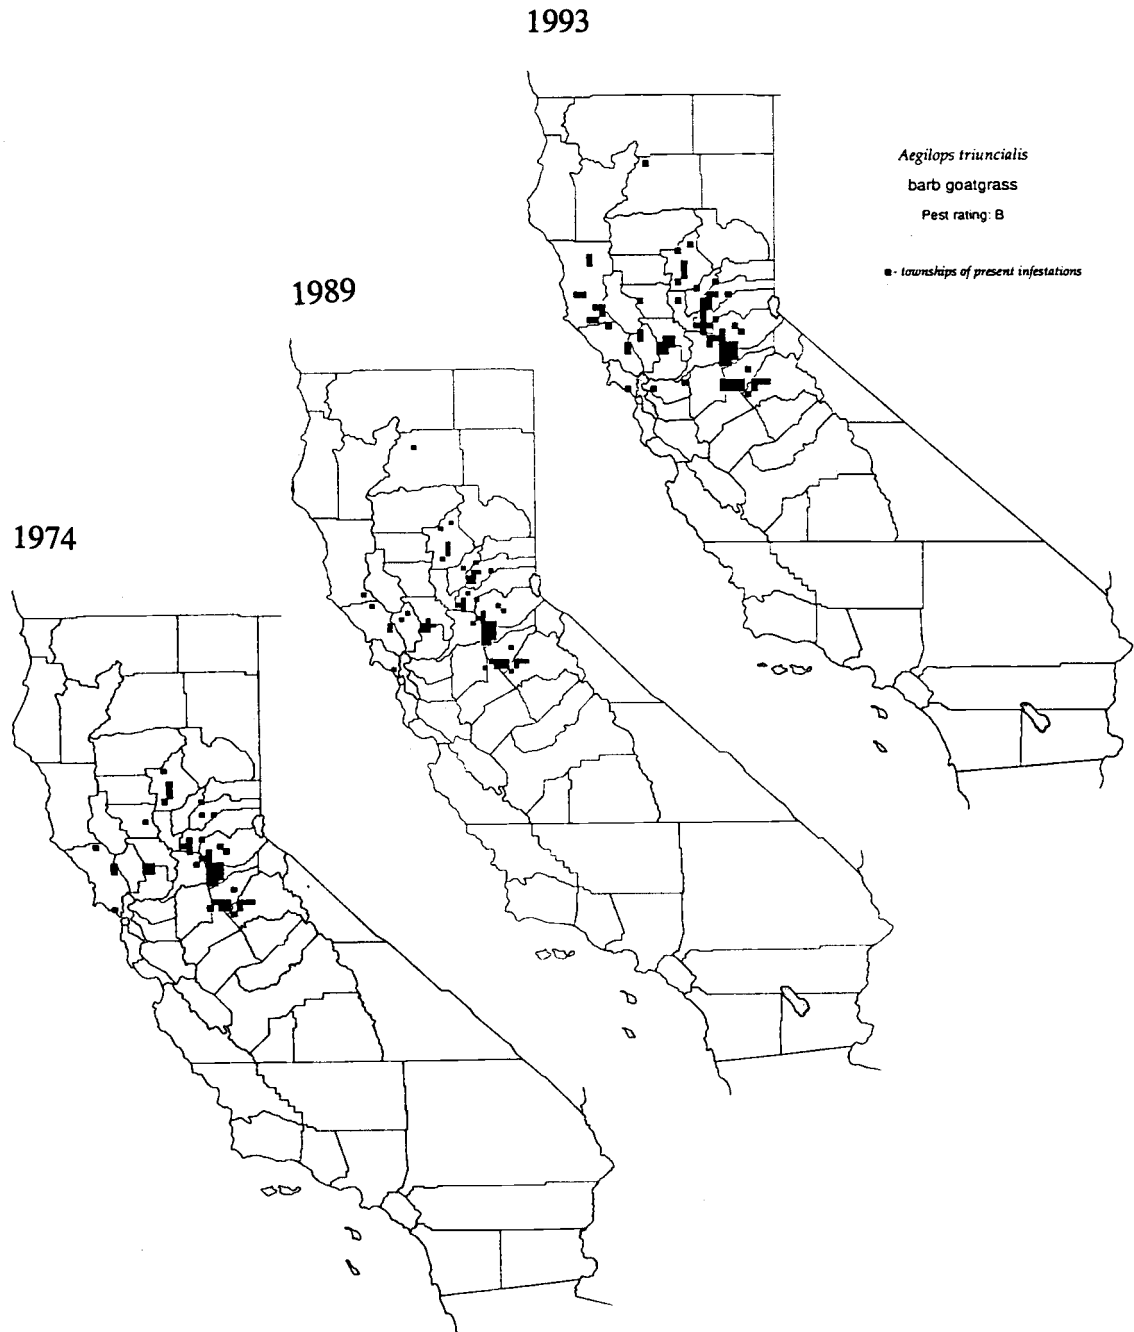 1993
Aegilops triuncialis
barb goatgrass
Pest rating: B
- townships of present infestations
1989
1974